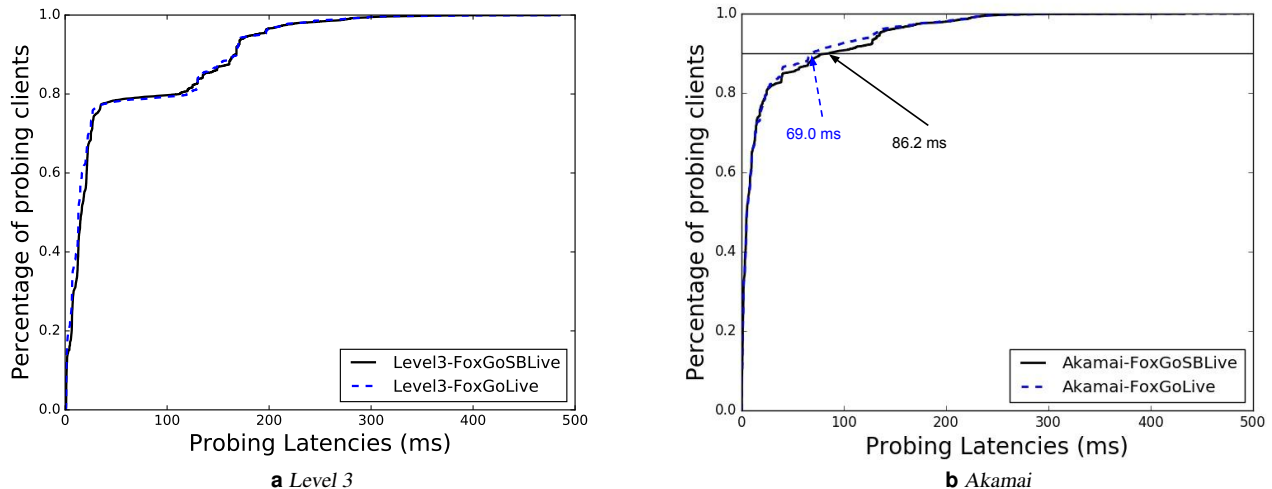 Percentage of probing clients
1.0
0.8
0.6
0.4
0.2
0.0
Level3-FoxGoSBLive
Level3-FoxGoLive
0 100 200 300 400 500
Probing Latencies (ms)
a Level 3
Percentage of probing clients
1.0
0.8
0.6
0.4
0.2
0.0
69.0 ms
86.2 ms
Akamai-FoxGoSBLive
Akamai-FoxGoLive
0 100 200 300 400 500
Probing Latencies (ms)
b Akamai